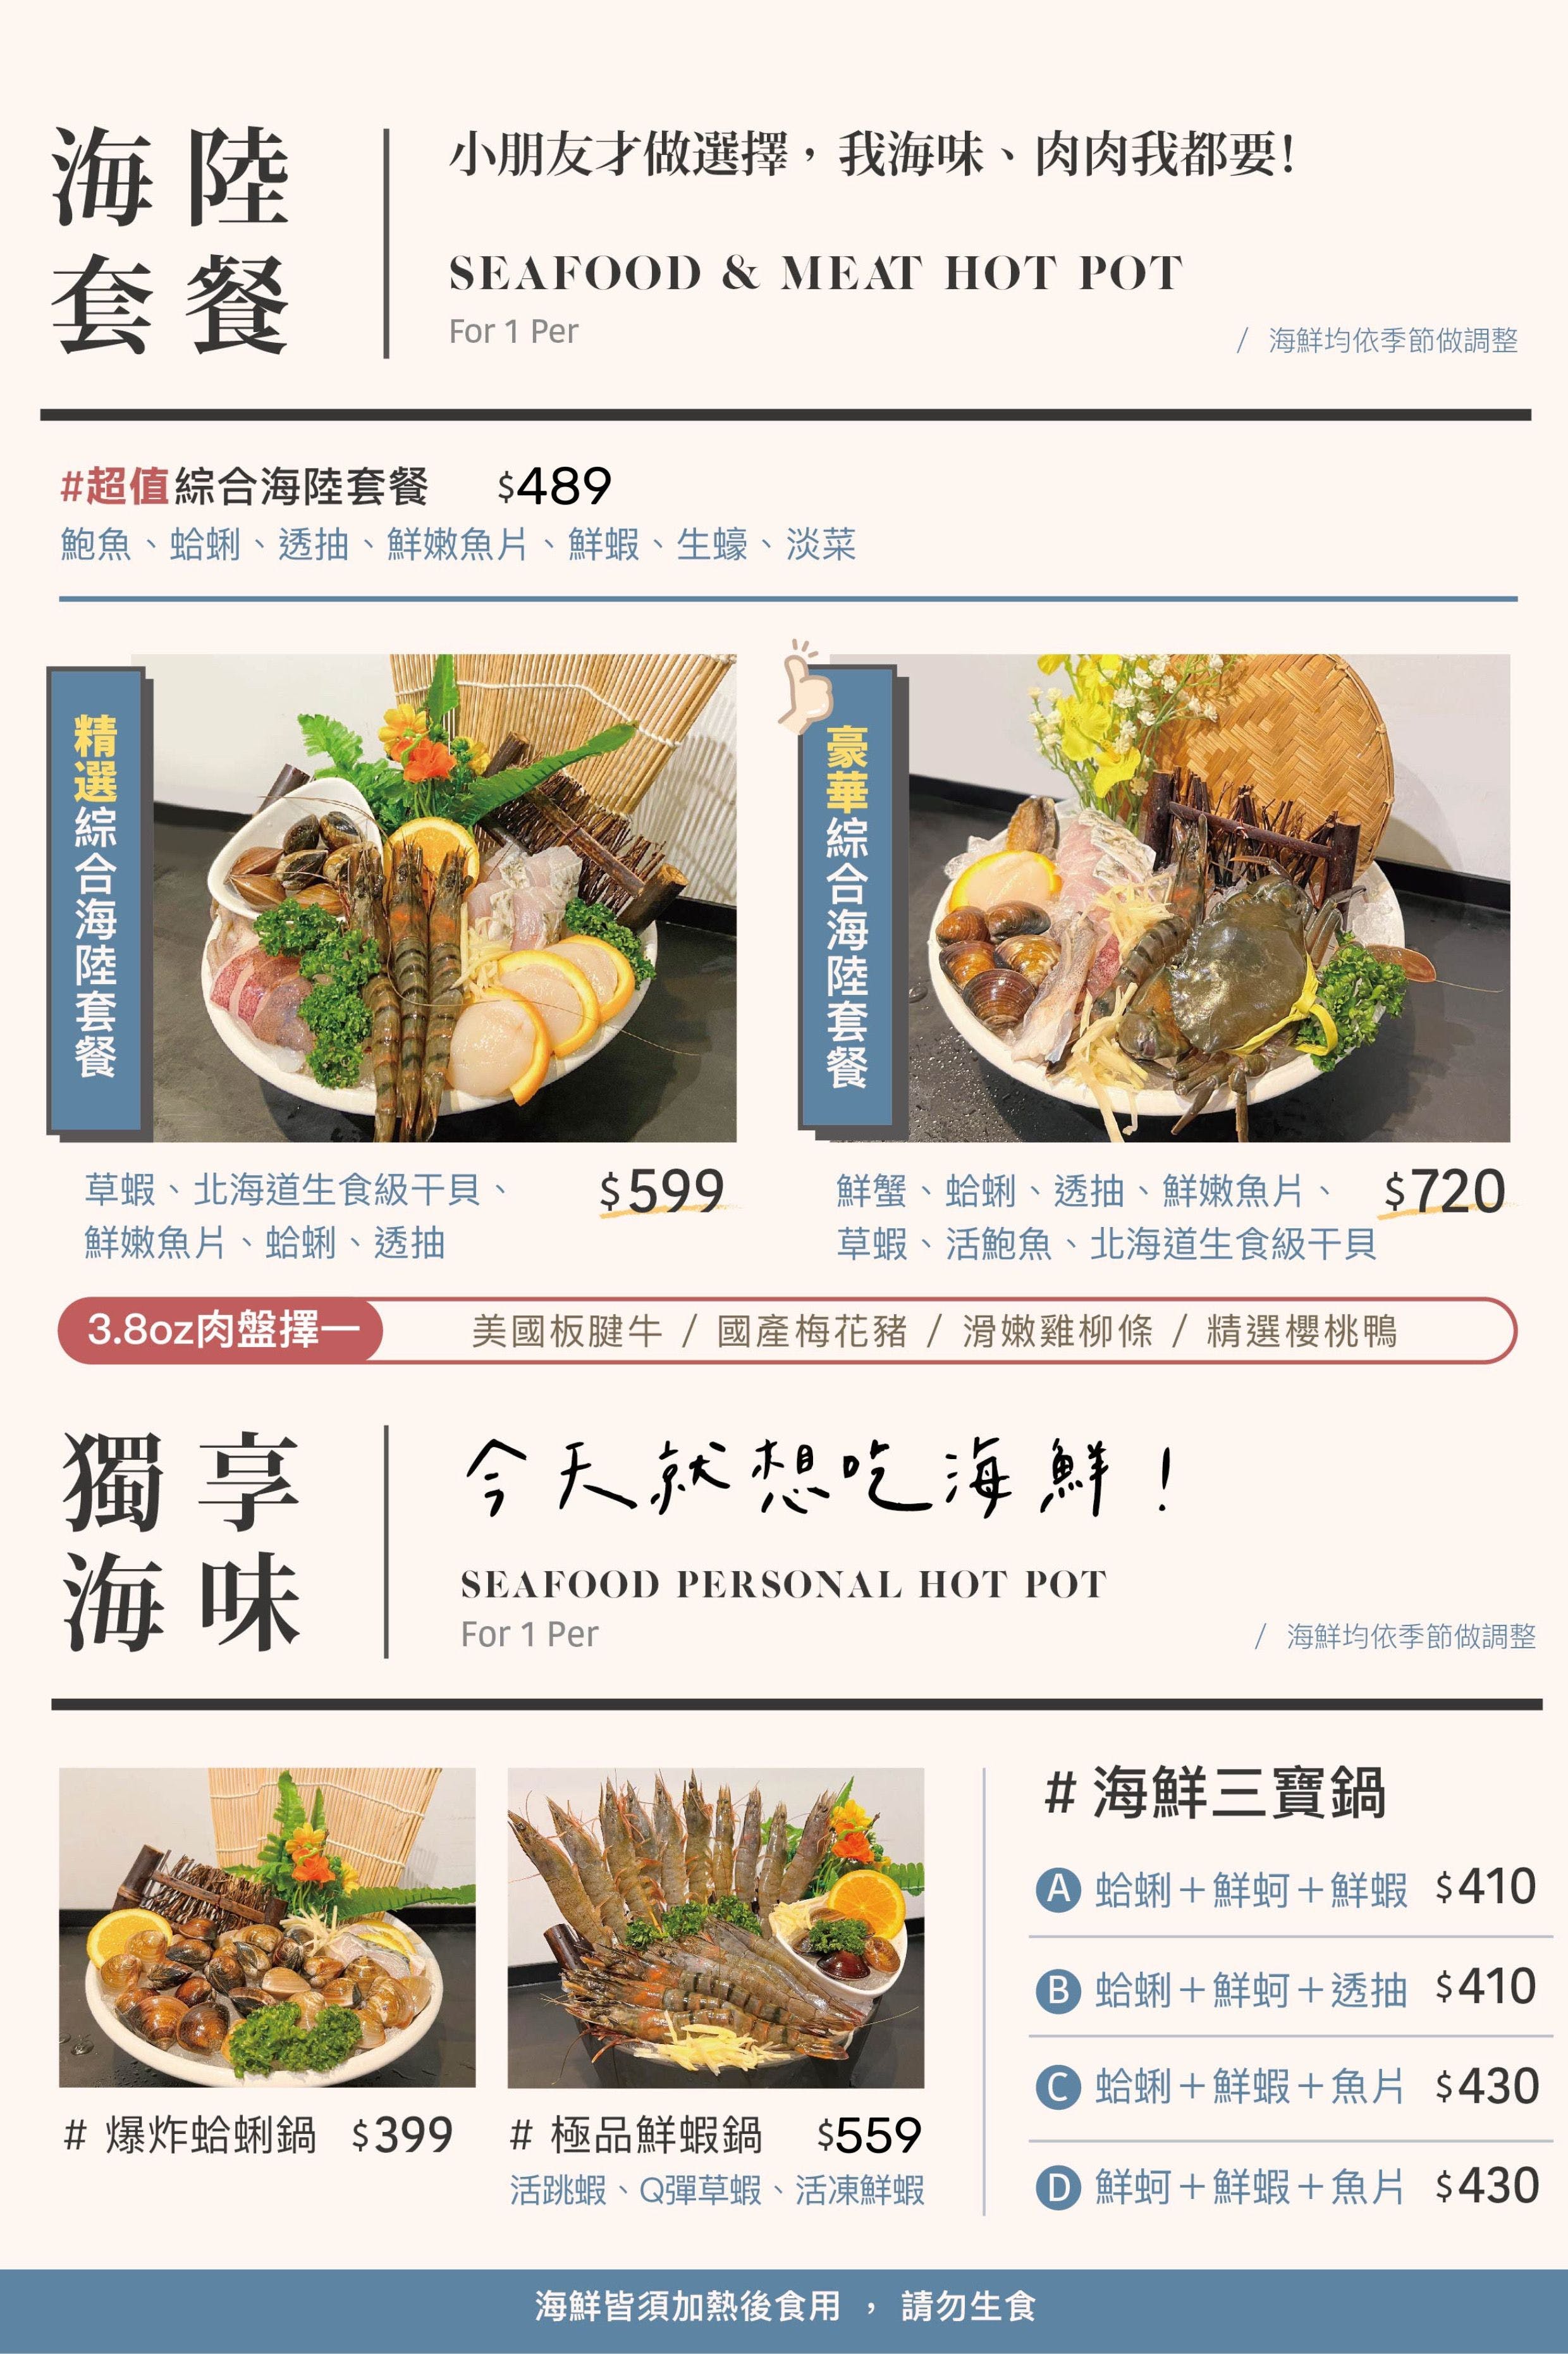 海陸
套餐
小朋友才做選擇，我海味、肉肉我都要!
SEAFOOD & MEAT HOT POT
For 1 Per
/ 海鮮均依季節做調整
#超值綜合海陸套餐 $489
鮑魚、蛤蜊、透抽、鮮嫩魚片、鮮蝦、生蠔、淡菜
精選綜合海陸套餐
草蝦、北海道生食級干貝、
鮮嫩魚片、蛤蜊、透抽
$599
豪華綜合海陸套餐
鮮蟹、蛤蜊、透抽、鮮嫩魚片、
草蝦、活鮑魚、北海道生食級干貝
$720
3.8oz肉盤擇一
美國板腱牛 / 國產梅花豬 / 滑嫩雞柳條 / 精選櫻桃鴨
獨享
海味
今天就想吃海鮮！
SEAFOOD PERSONAL HOT POT
For 1 Per
/ 海鮮均依季節做調整
# 爆炸蛤蜊鍋 $399
# 極品鮮蝦鍋 $559
活跳蝦、Q彈草蝦、活凍鮮蝦
# 海鮮三寶鍋
A 蛤蜊＋鮮蚵＋鮮蝦 $410
B 蛤蜊＋鮮蚵＋透抽 $410
C 蛤蜊＋鮮蝦＋魚片 $430
D 鮮蚵＋鮮蝦＋魚片 $430
海鮮皆須加熱後食用 ， 請勿生食